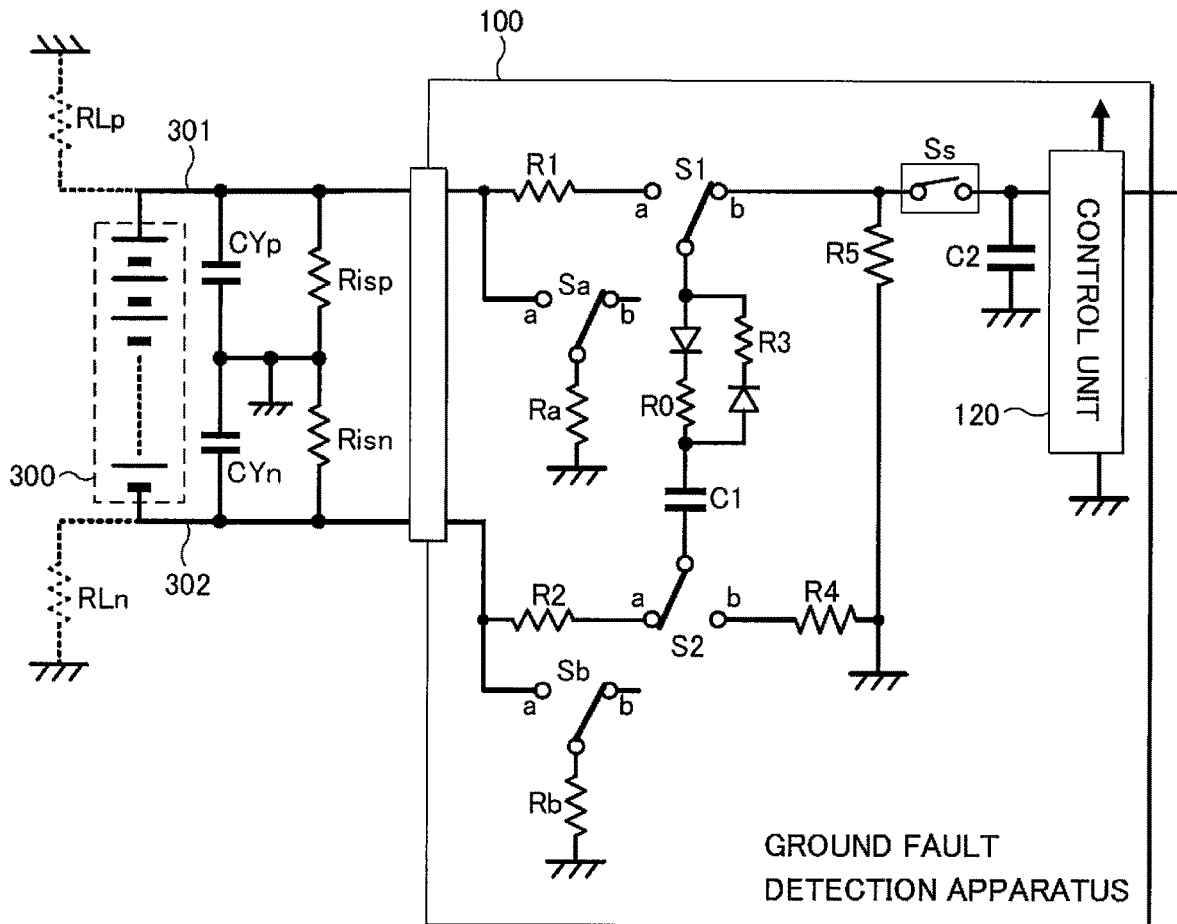 100
RLp
301
R1
S1
a
b
Ss
CYp
Risp
Sa
a
b
R5
C2
CONTROL UNIT
R3
Ra
R0
120
300
CYn
Risn
C1
302
RLn
R2
a
b
R4
S2
Sb
a
b
Rb
GROUND FAULT
DETECTION APPARATUS